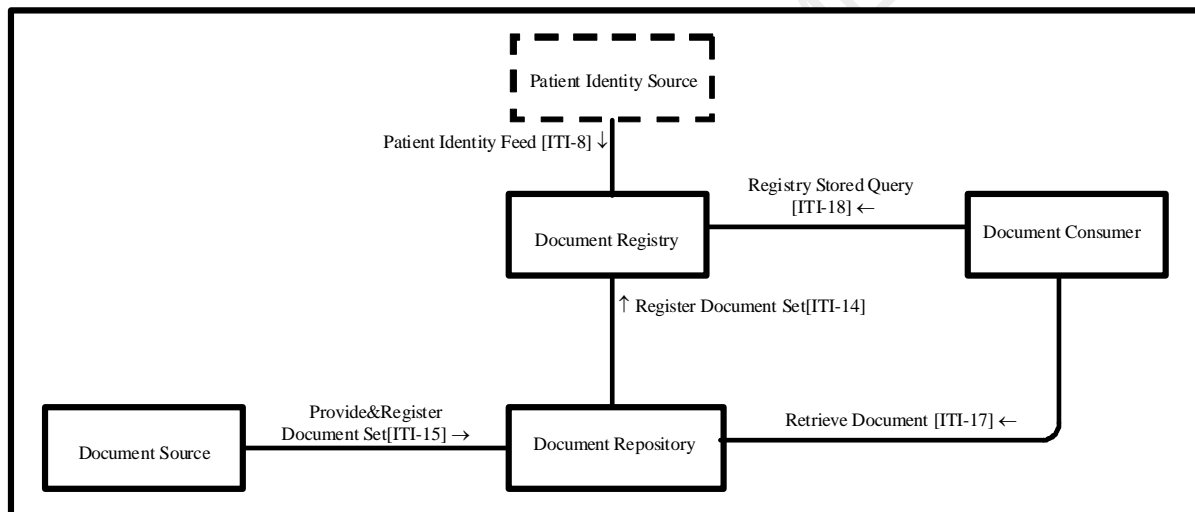 Patient Identity Source
Patient Identity Feed [ITI-8] ↓
Registry Stored Query
[ITI-18] ←
Document Registry
Document Consumer
↑ Register Document Set[ITI-14]
Provide&Register
Document Set[ITI-15] →
Retrieve Document [ITI-17] ←
Document Source
Document Repository